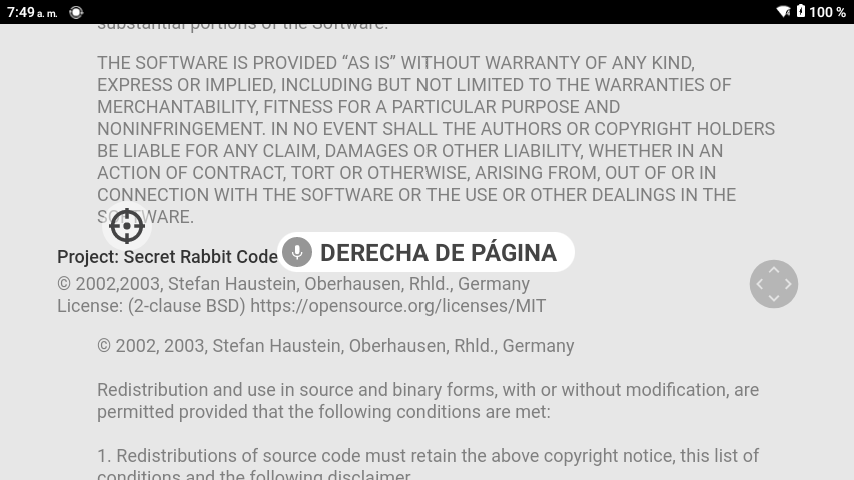 7:49 a. m.
100 %
substantial portions of the Software.
THE SOFTWARE IS PROVIDED “AS IS” WITHOUT WARRANTY OF ANY KIND,
EXPRESS OR IMPLIED, INCLUDING BUT NOT LIMITED TO THE WARRANTIES OF
MERCHANTABILITY, FITNESS FOR A PARTICULAR PURPOSE AND
NONINFRINGEMENT. IN NO EVENT SHALL THE AUTHORS OR COPYRIGHT HOLDERS
BE LIABLE FOR ANY CLAIM, DAMAGES OR OTHER LIABILITY, WHETHER IN AN
ACTION OF CONTRACT, TORT OR OTHERWISE, ARISING FROM, OUT OF OR IN
CONNECTION WITH THE SOFTWARE OR THE USE OR OTHER DEALINGS IN THE
SOFTWARE.
Project: Secret Rabbit Code
DERECHA DE PÁGINA
© 2002,2003, Stefan Haustein, Oberhausen, Rhld., Germany
License: (2-clause BSD) https://opensource.org/licenses/MIT
© 2002, 2003, Stefan Haustein, Oberhausen, Rhld., Germany
Redistribution and use in source and binary forms, with or without modification, are
permitted provided that the following conditions are met:
1. Redistributions of source code must retain the above copyright notice, this list of
conditions and the following disclaimer.